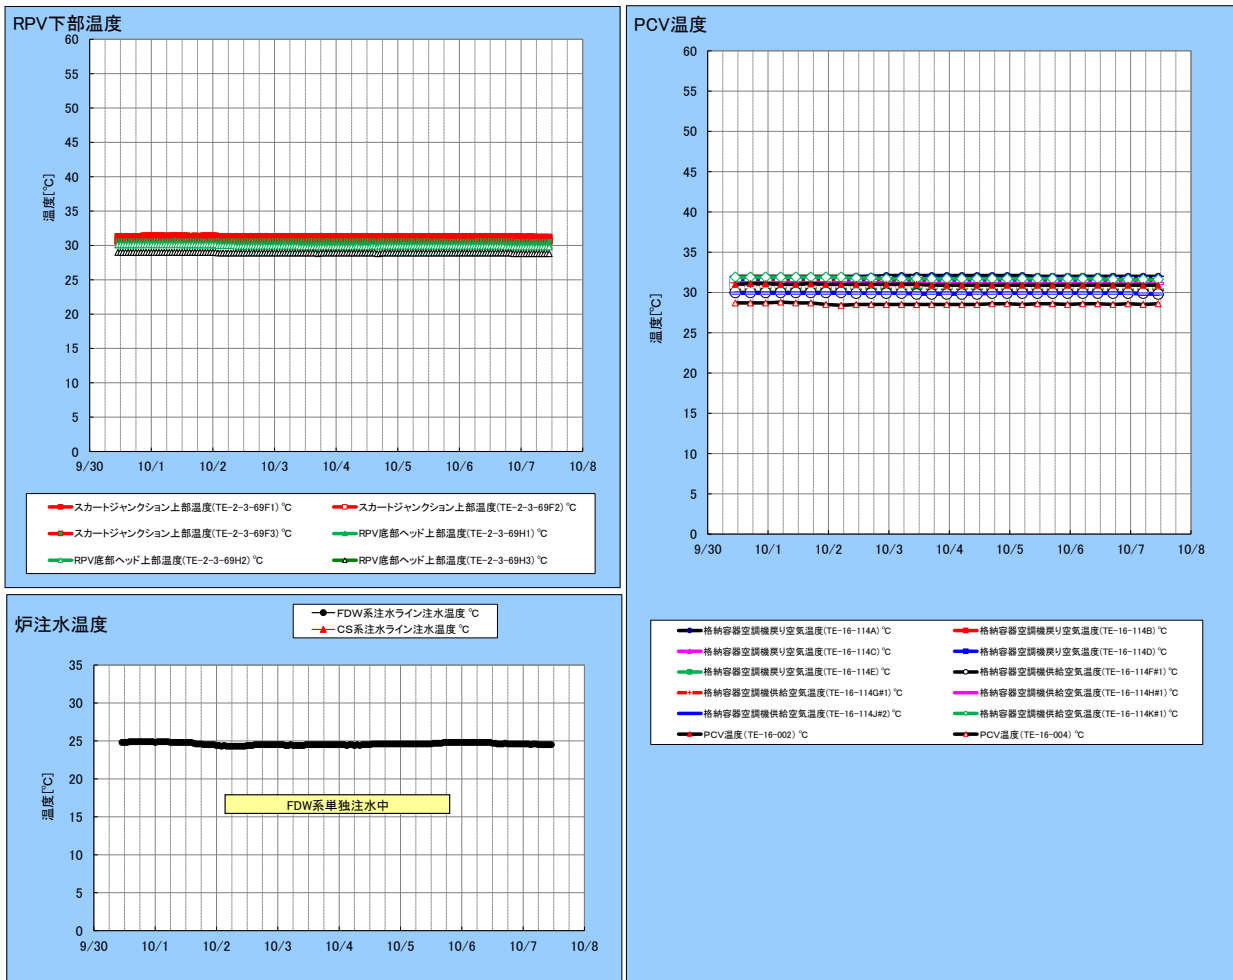 RPV下部温度
60
55
50
45
40
35
30
25
20
15
10
5
0
温度[℃]
9/30 10/1 10/2 10/3 10/4 10/5 10/6 10/7 10/8
スカートジャンクション上部温度(TE-2-3-69F1) ℃ スカートジャンクション上部温度(TE-2-3-69F2) ℃
スカートジャンクション上部温度(TE-2-3-69F3) ℃ RPV底部ヘッド上部温度(TE-2-3-69H1) ℃
RPV底部ヘッド上部温度(TE-2-3-69H2) ℃ RPV底部ヘッド上部温度(TE-2-3-69H3) ℃
炉注水温度
FDW系注水ライン注水温度 ℃
CS系注水ライン注水温度 ℃
35
30
25
20
15
10
5
0
温度[℃]
FDW系単独注水中
9/30 10/1 10/2 10/3 10/4 10/5 10/6 10/7 10/8
PCV温度
60
55
50
45
40
35
30
25
20
15
10
5
0
温度[℃]
9/30 10/1 10/2 10/3 10/4 10/5 10/6 10/7 10/8
格納容器空調機戻り空気温度(TE-16-114A) ℃ 格納容器空調機戻り空気温度(TE-16-114B) ℃
格納容器空調機戻り空気温度(TE-16-114C) ℃ 格納容器空調機戻り空気温度(TE-16-114D) ℃
格納容器空調機戻り空気温度(TE-16-114E) ℃ 格納容器空調機供給空気温度(TE-16-114F#1) ℃
格納容器空調機供給空気温度(TE-16-114G#1) ℃ 格納容器空調機供給空気温度(TE-16-114H#1) ℃
格納容器空調機供給空気温度(TE-16-114J#2) ℃ 格納容器空調機供給空気温度(TE-16-114K#1) ℃
PCV温度(TE-16-002) ℃ PCV温度(TE-16-004) ℃